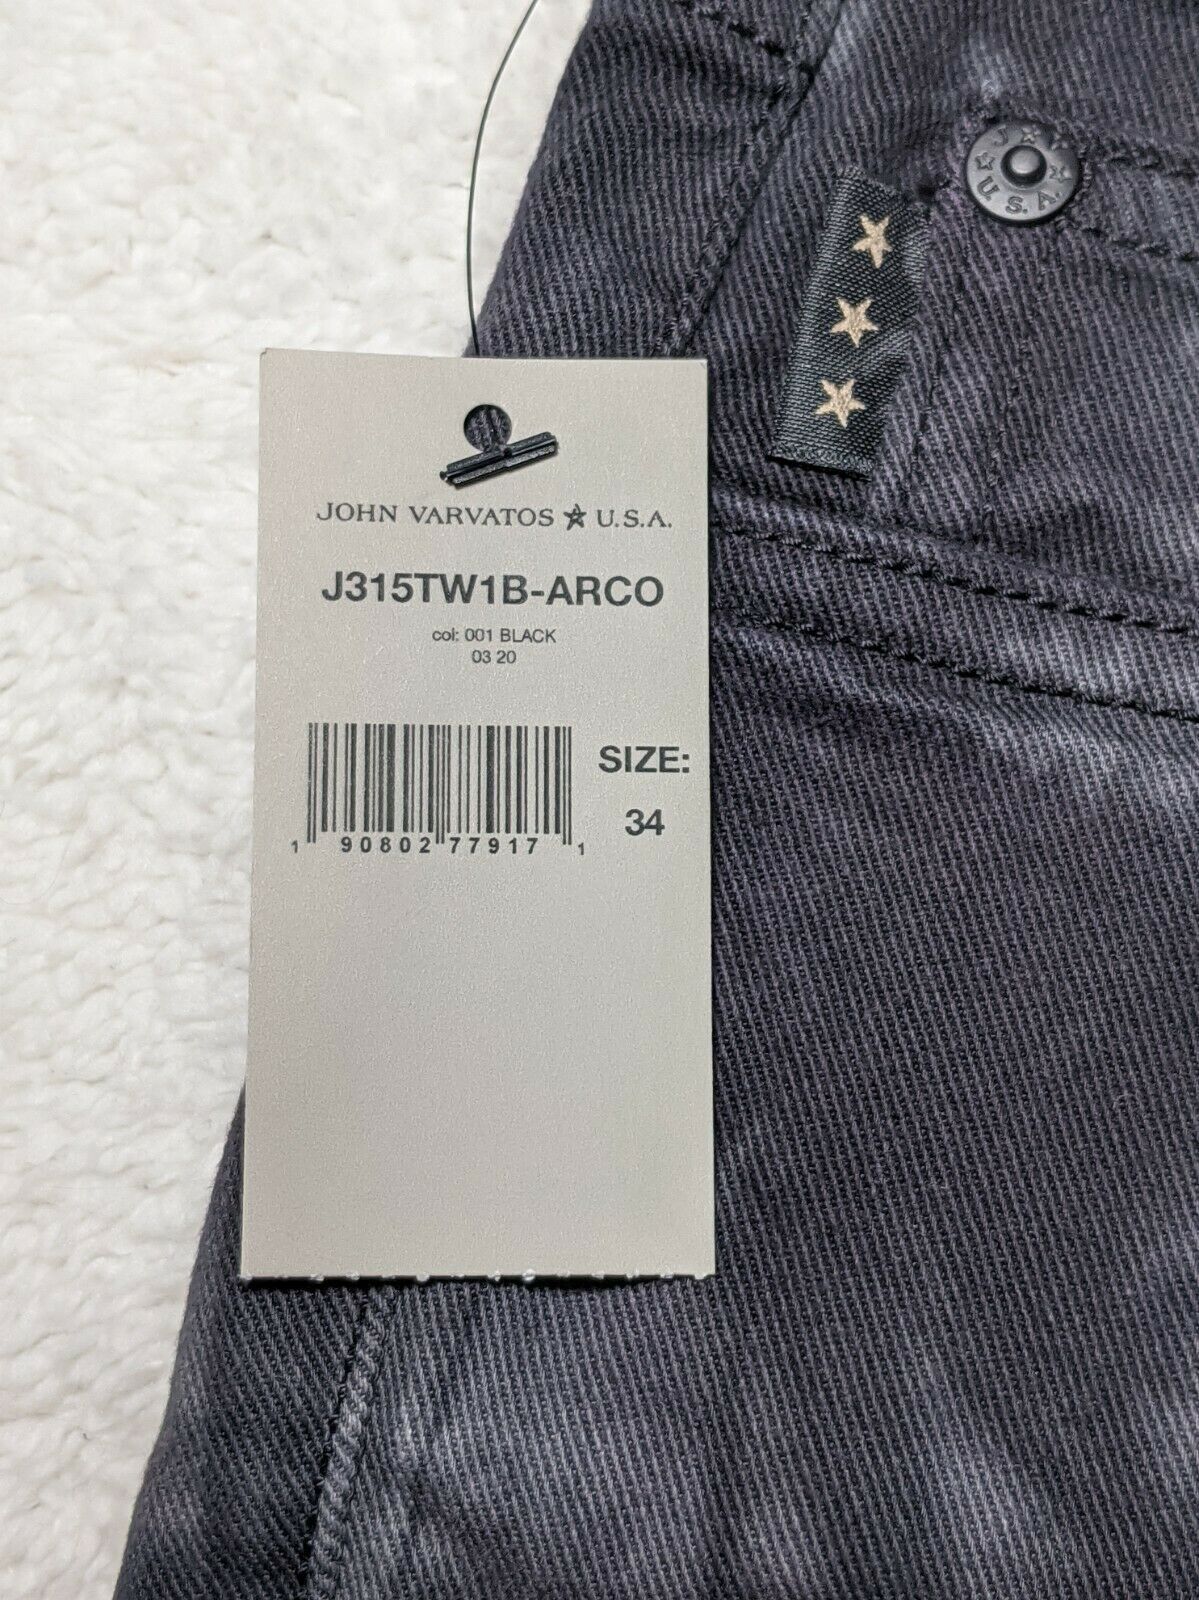 J ★ V
★ U.S.A. ★
JOHN VARVATOS ★ U.S.A.
J315TW1B-ARCO
col: 001 BLACK
03 20
SIZE:
34
1 90802 77917 1